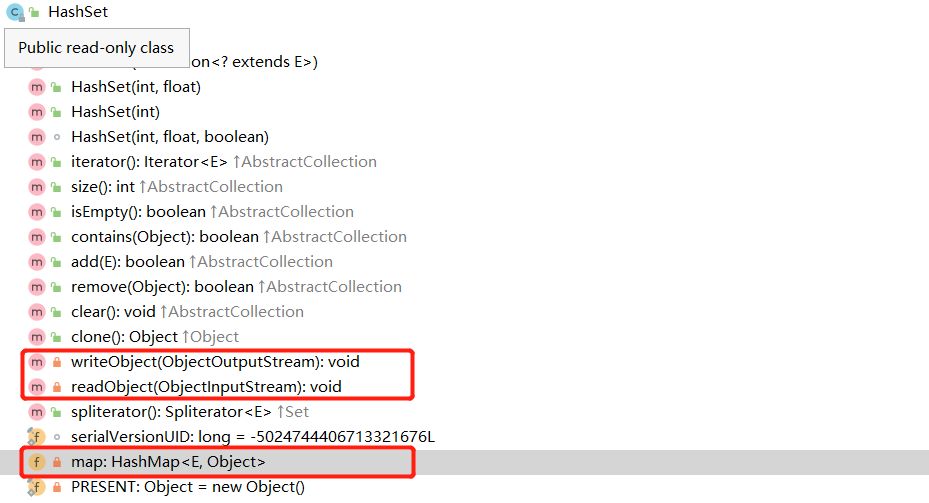 HashSet
Public read-only class
on<? extends E>)
HashSet(int, float)
HashSet(int)
HashSet(int, float, boolean)
iterator(): Iterator<E> ↑AbstractCollection
size(): int ↑AbstractCollection
isEmpty(): boolean ↑AbstractCollection
contains(Object): boolean ↑AbstractCollection
add(E): boolean ↑AbstractCollection
remove(Object): boolean ↑AbstractCollection
clear(): void ↑AbstractCollection
clone(): Object ↑Object
writeObject(ObjectOutputStream): void
readObject(ObjectInputStream): void
spliterator(): Spliterator<E> ↑Set
serialVersionUID: long = -5024744406713321676L
map: HashMap<E, Object>
PRESENT: Object = new Object()